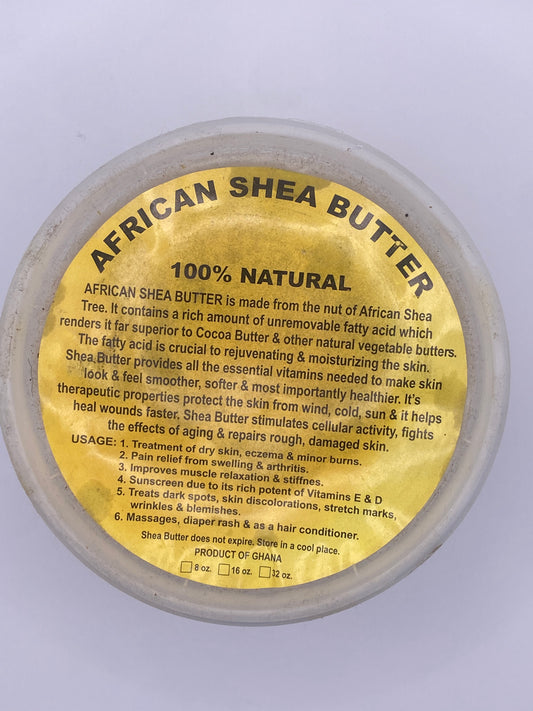 AFRICAN SHEA BUTTER
100% NATURAL
AFRICAN SHEA BUTTER is made from the nut of African Shea
Tree. It contains a rich amount of unremovable fatty acid which
renders it far superior to Cocoa Butter & other natural vegetable butters.
The fatty acid is crucial to rejuvenating & moisturizing the skin.
Shea Butter provides all the essential vitamins needed to make skin
look & feel smoother, softer & most importantly healthier. It's
therapeutic properties protect the skin from wind, cold, sun & it helps
heal wounds faster. Shea Butter stimulates cellular activity, fights
the effects of aging & repairs rough, damaged skin.
USAGE: 1. Treatment of dry skin, eczema & minor burns.
2. Pain relief from swelling & arthritis.
3. Improves muscle relaxation & stiffnes.
4. Sunscreen due to its rich potent of Vitamins E & D
5. Treats dark spots, skin discolorations, stretch marks,
wrinkles & blemishes.
6. Massages, diaper rash & as a hair conditioner.
Shea Butter does not expire, Store in a cool place.
PRODUCT OF GHANA
8 oz. 16 oz. 32 oz.